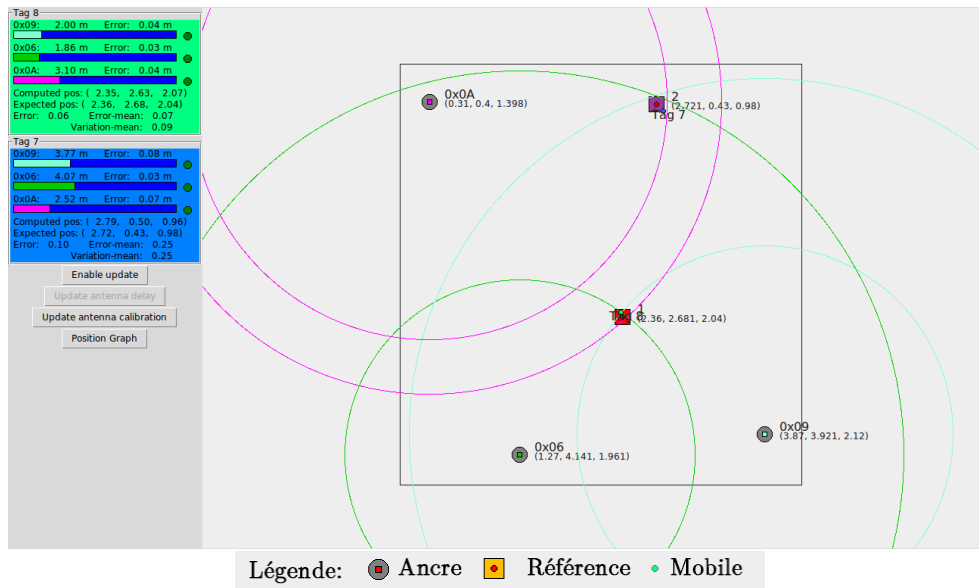 Tag 8
0x09: 2.00 m Error: 0.04 m
0x06: 1.86 m Error: 0.03 m
0x0A: 3.10 m Error: 0.04 m
Computed pos: ( 2.35, 2.63, 2.07)
Expected pos: ( 2.36, 2.68, 2.04)
Error: 0.06 Error-mean: 0.07
Variation-mean: 0.09
Tag 7
0x09: 3.77 m Error: 0.08 m
0x06: 4.07 m Error: 0.03 m
0x0A: 2.52 m Error: 0.07 m
Computed pos: ( 2.79, 0.50, 0.96)
Expected pos: ( 2.72, 0.43, 0.98)
Error: 0.10 Error-mean: 0.25
Variation-mean: 0.25
Enable update
Update antenna delay
Update antenna calibration
Position Graph
0x0A
(0.31, 0.4, 1.398)
2
(2.721, 0.43, 0.98)
Tag 7
1
Tag 8
(2.36, 2.681, 2.04)
0x09
(3.87, 3.921, 2.12)
0x06
(1.27, 4.141, 1.961)
Légende: Ancre Référence Mobile